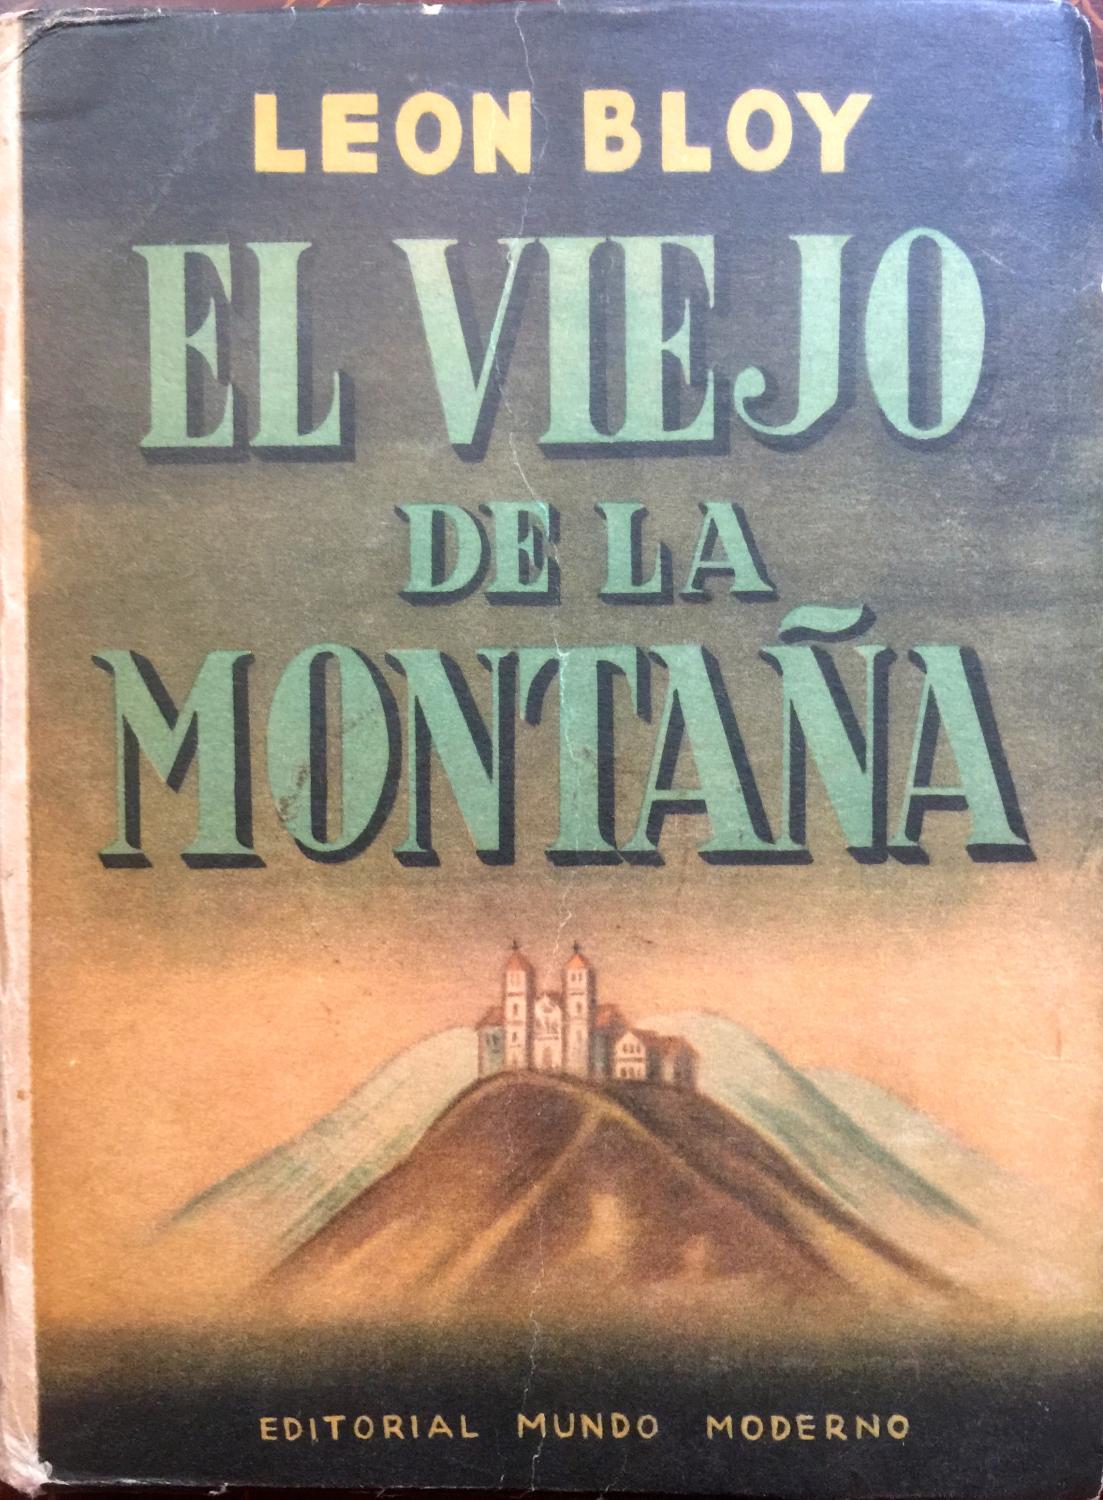 LEON BLOY
EL VIEJO
DE LA
MONTAÑA
EDITORIAL MUNDO MODERNO